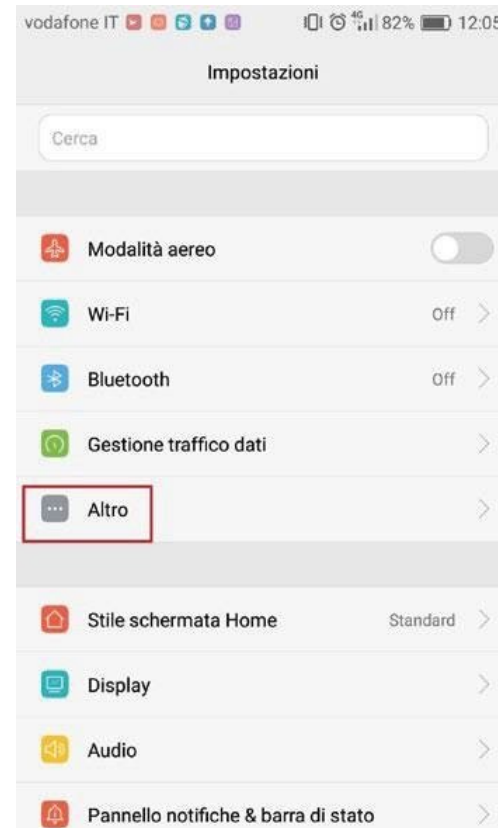 vodafone IT 4G 82% 12:05
Impostazioni
Cerca
Modalità aereo
Wi-Fi Off
Bluetooth Off
Gestione traffico dati
Altro
Stile schermata Home Standard
Display
Audio
Pannello notifiche & barra di stato